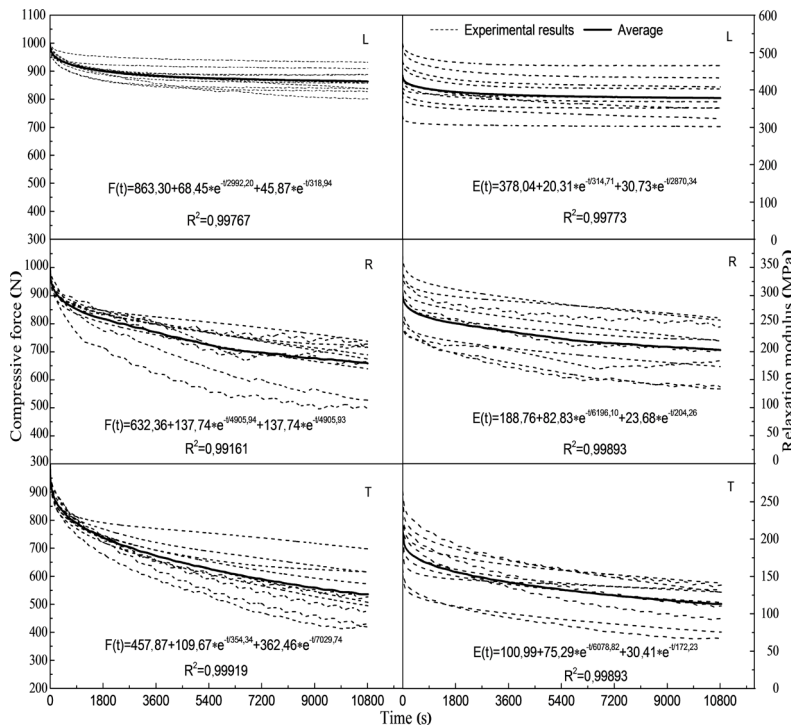 Experimental results Average
L
L
F(t)=863,30+68,45*e^-t/2992,20+45,87*e^-t/318,94
R²=0,99767
E(t)=378,04+20,31*e^-t/314,71+30,73*e^-t/2870,34
R²=0,99773
1100
1000
900
800
700
600
500
400
300
600
500
400
300
200
100
0
R
R
F(t)=632,36+137,74*e^-t/4905,94+137,74*e^-t/4905,93
R²=0,99161
E(t)=188,76+82,83*e^-t/6196,10+23,68*e^-t/204,26
R²=0,99893
1000
900
800
700
600
500
400
300
350
300
250
200
150
100
50
0
T
T
F(t)=457,87+109,67*e^-t/354,34+362,46*e^-t/7029,74
R²=0,99919
E(t)=100,99+75,29*e^-t/6078,82+30,41*e^-t/172,23
R²=0,99893
900
800
700
600
500
400
300
200
250
200
150
100
50
0
0 1800 3600 5400 7200 9000 10800
0 1800 3600 5400 7200 9000 10800
Time (s)
Compressive force (N)
Relaxation modulus (MPa)